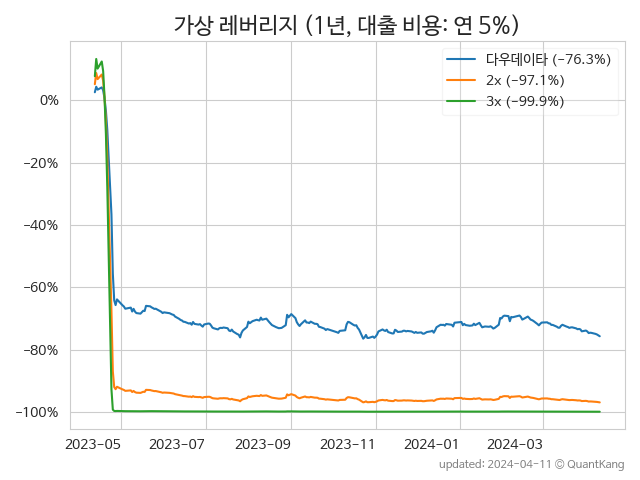 가상 레버리지 (1년, 대출 비용: 연 5%)
다우데이타 (−76.3%)
2x (−97.1%)
3x (−99.9%)
0%
−20%
−40%
−60%
−80%
−100%
2023-05 2023-07 2023-09 2023-11 2024-01 2024-03
updated: 2024-04-11 © QuantKang